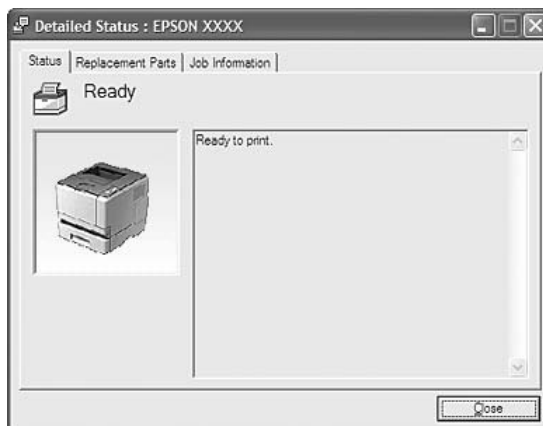 Detailed Status : EPSON XXXX
Status Replacement Parts Job Information
Ready
Ready to print.
Close